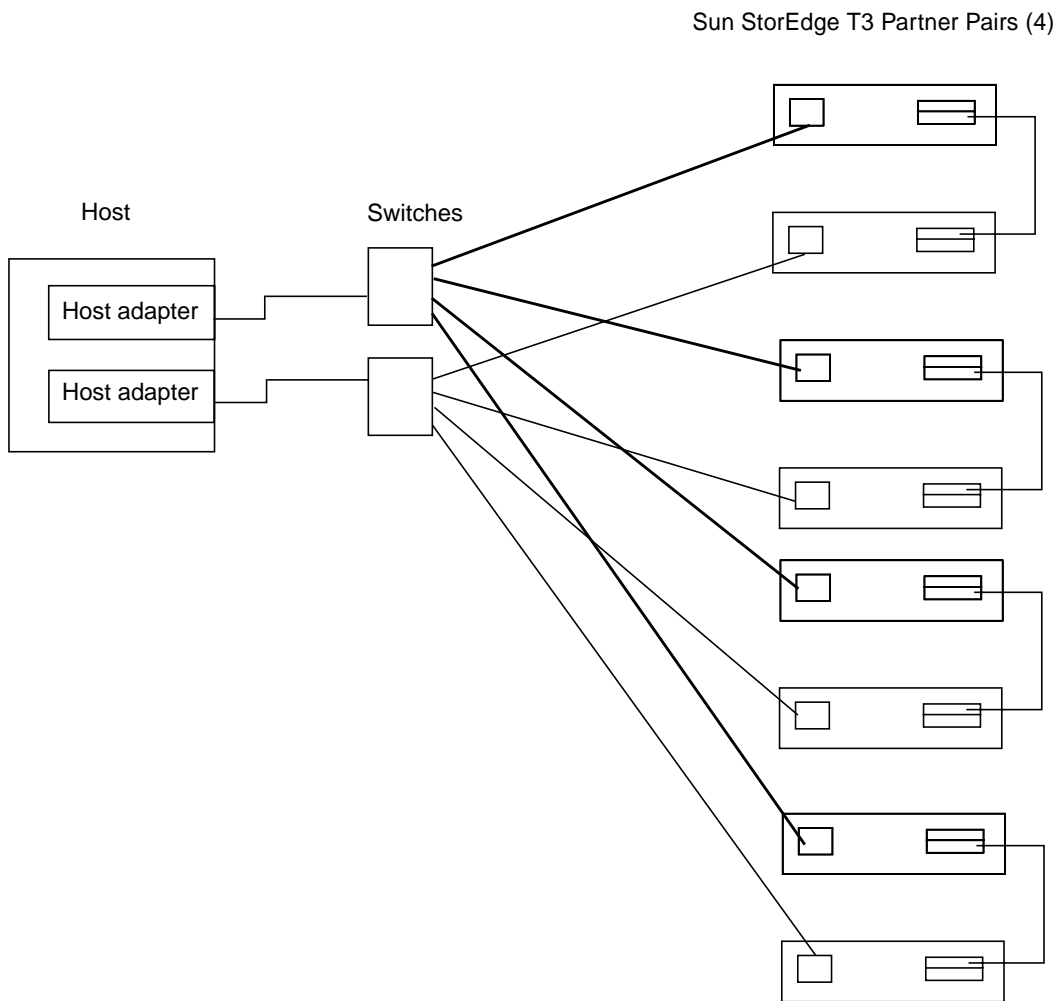 Sun StorEdge T3 Partner Pairs (4)
Host
Switches
Host adapter
Host adapter